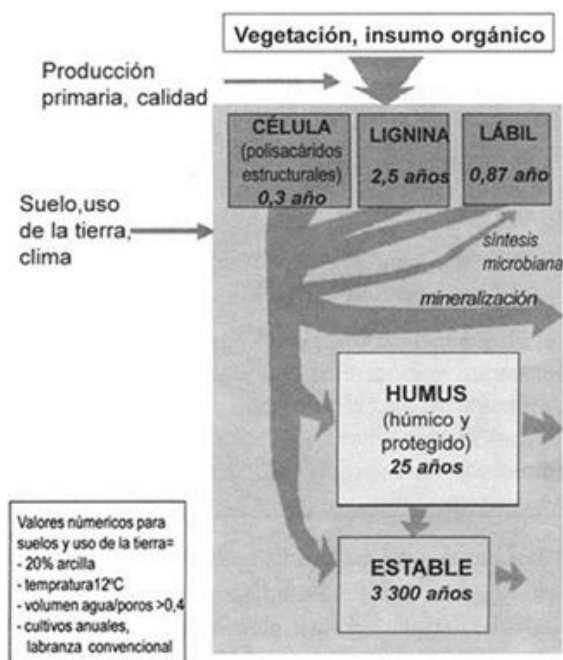 Vegetación, insumo orgánico
Producción
primaria, calidad
CÉLULA
(polisacáridos
estructurales)
0,3 año
LIGNINA
2,5 años
LÁBIL
0,87 año
Suelo,uso
de la tierra,
clima
síntesis
microbiana
mineralización
HUMUS
(húmico y
protegido)
25 años
ESTABLE
3 300 años
Valores númericos para
suelos y uso de la tierra=
- 20% arcilla
- tempratura12ºC
- volumen agua/poros >0,4
- cultivos anuales,
labranza convencional